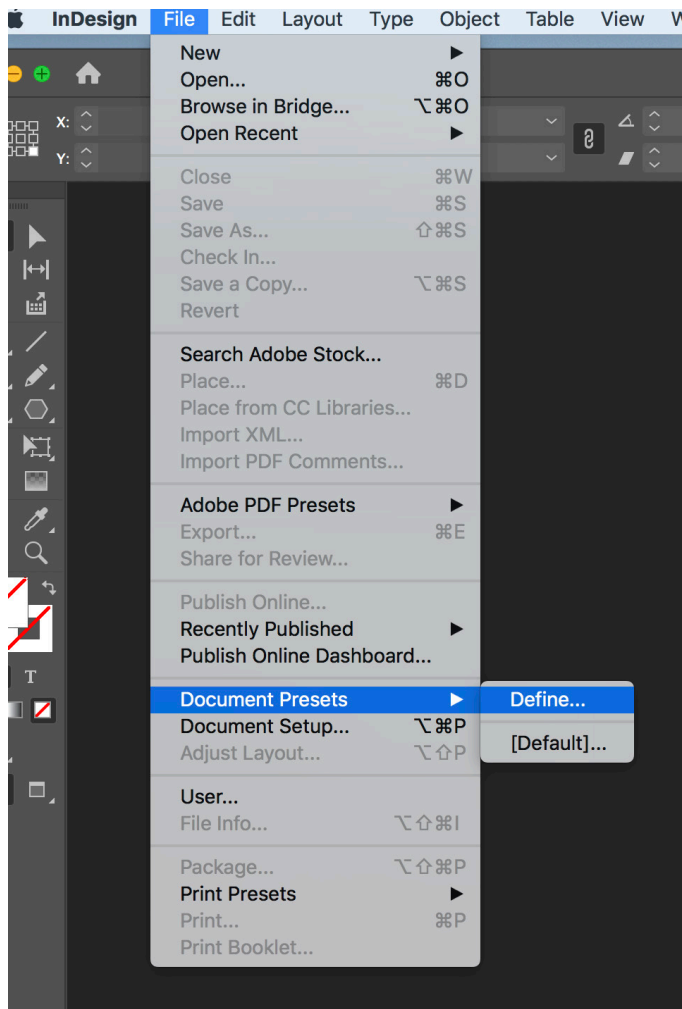 InDesign File Edit Layout Type Object Table View W
New
Open... ⌘O
Browse in Bridge... ⌥⌘O
Open Recent
X:
Y:
Close ⌘W
Save ⌘S
Save As... ⇧⌘S
Check In...
Save a Copy... ⌥⌘S
Revert
Search Adobe Stock...
Place... ⌘D
Place from CC Libraries...
Import XML...
Import PDF Comments...
Adobe PDF Presets
Export... ⌘E
Share for Review...
Publish Online...
Recently Published
Publish Online Dashboard...
T
Document Presets
Define...
Document Setup... ⌥⌘P
[Default]...
Adjust Layout... ⌥⇧P
User...
File Info... ⌥⇧⌘I
Package... ⌥⇧⌘P
Print Presets
Print... ⌘P
Print Booklet...